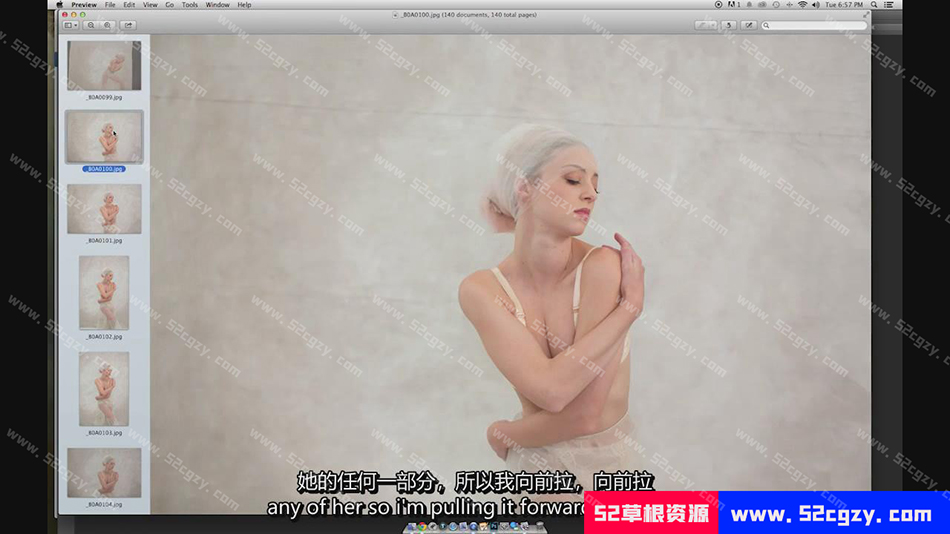 Preview File Edit View Go Tools Window Help
Tue 6:57 PM
_B0A0100.jpg (140 documents, 140 total pages)
_B0A0099.jpg
_B0A0100.jpg
_B0A0101.jpg
_B0A0102.jpg
_B0A0103.jpg
_B0A0104.jpg
www.52cgzy.com
她的任何一部分，所以我向前拉，向前拉
any of her so i'm pulling it forward
52草根资源
www.52cgzy.com